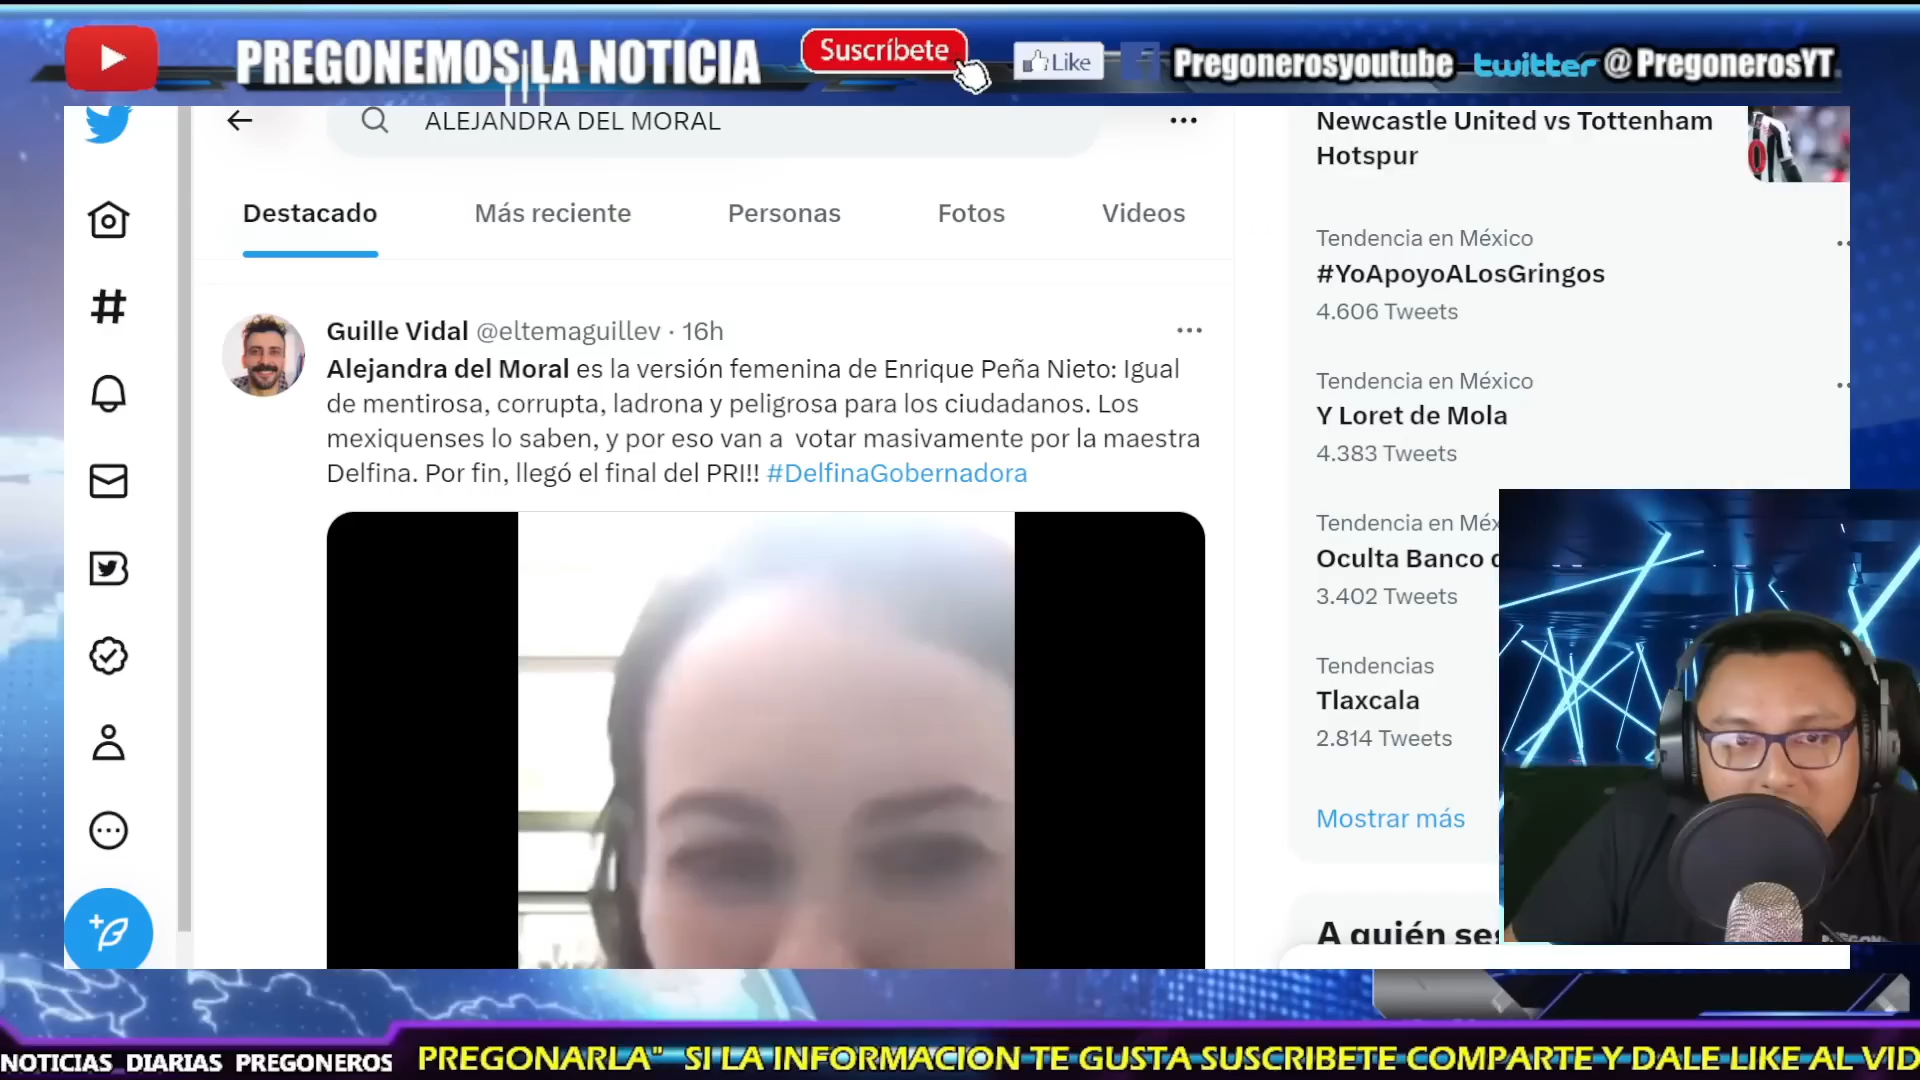 PREGONEMOS LA NOTICIA
Suscríbete
Like
Pregonerosyoutube
twitter @PregonerosYT
ALEJANDRA DEL MORAL
Destacado
Más reciente
Personas
Fotos
Videos
Guille Vidal @eltemaguillev · 16h
Alejandra del Moral es la versión femenina de Enrique Peña Nieto: Igual
de mentirosa, corrupta, ladrona y peligrosa para los ciudadanos. Los
mexiquenses lo saben, y por eso van a votar masivamente por la maestra
Delfina. Por fin, llegó el final del PRI!! #DelfinaGobernadora
Newcastle United vs Tottenham
Hotspur
Tendencia en México
#YoApoyoALosGringos
4.606 Tweets
Tendencia en México
Y Loret de Mola
4.383 Tweets
Tendencia en Méx
Oculta Banco
3.402 Tweets
Tendencias
Tlaxcala
2.814 Tweets
Mostrar más
A quién se
NOTICIAS DIARIAS PREGONEROS
PREGONARLA" SI LA INFORMACION TE GUSTA SUSCRIBETE COMPARTE Y DALE LIKE AL VID